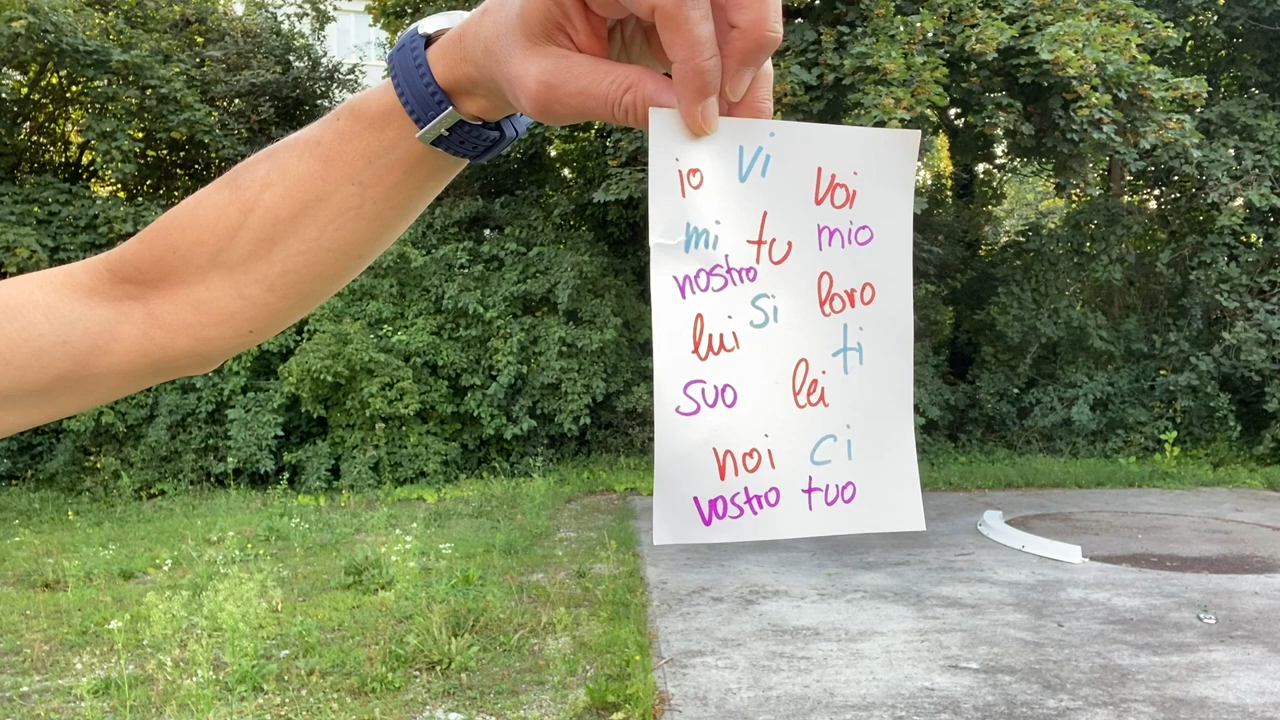 io vi voi
mi tu mio
nostro si loro
lui ti
suo lei
noi ci
vostro tuo